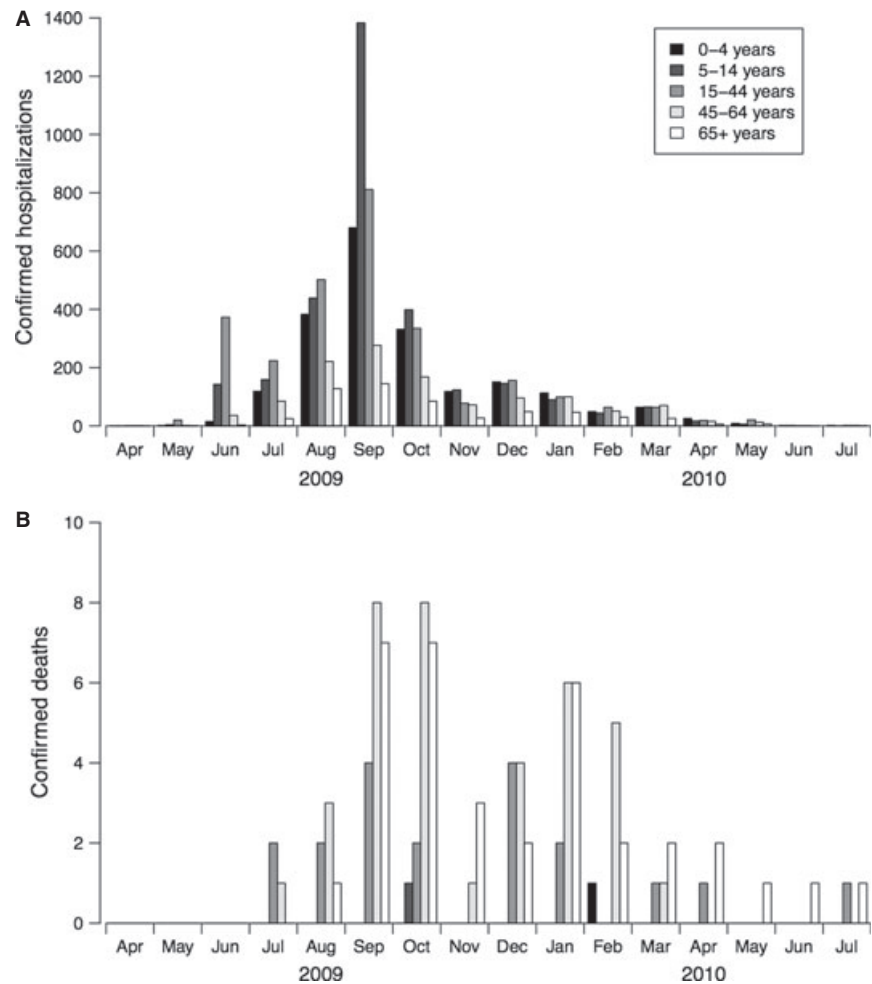 A
Confirmed hospitalizations
1400
1200
1000
800
600
400
200
0
0–4 years
5–14 years
15–44 years
45–64 years
65+ years
Apr May Jun Jul Aug Sep Oct Nov Dec Jan Feb Mar Apr May Jun Jul
2009 2010
B
Confirmed deaths
10
8
6
4
2
0
Apr May Jun Jul Aug Sep Oct Nov Dec Jan Feb Mar Apr May Jun Jul
2009 2010